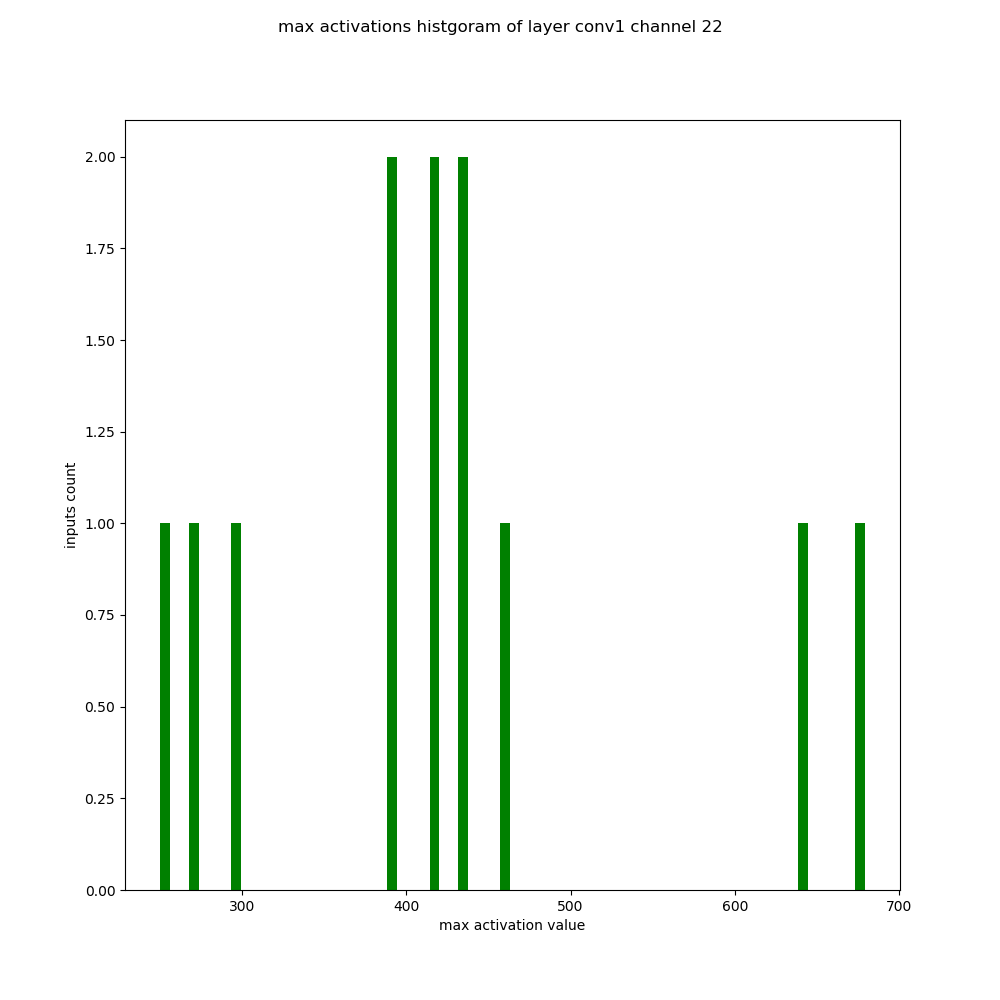 max activations histgoram of layer conv1 channel 22
2.00
1.75
1.50
1.25
1.00
0.75
0.50
0.25
0.00
inputs count
300 400 500 600 700
max activation value